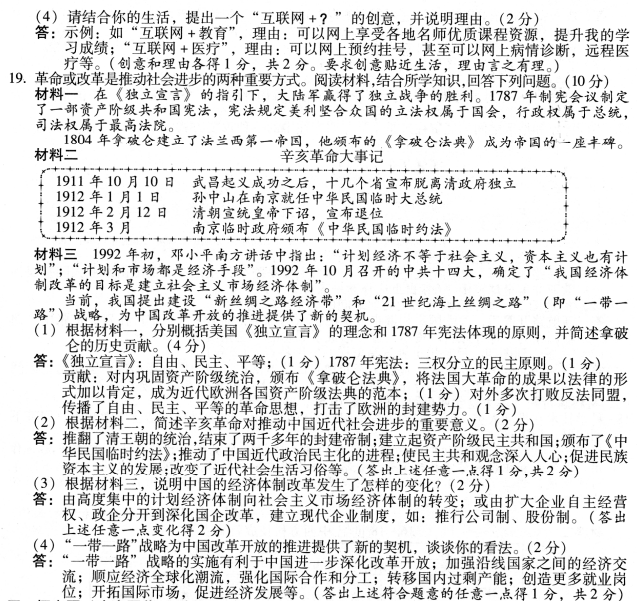 (4) 请结合你的生活，提出一个“互联网+？”的创意，并说明理由。(2分)
答：示例：如“互联网+教育”，理由：可以网上享受各地名师优质课程资源，提升我的学
习成绩；“互联网+医疗”，理由：可以网上预约挂号，甚至可以网上病情诊断，远程医
疗等。(创意和理由各得1分，共2分。要求创意贴近生活，理由言之有理。)
19. 革命或改革是推动社会进步的两种重要方式。阅读材料，结合所学知识，回答下列问题。(10分)
材料一 在《独立宣言》的指引下，大陆军赢得了独立战争的胜利。1787年制宪会议制定
了一部资产阶级共和国宪法，宪法规定美利坚合众国的立法权属于国会，行政权属于总统，
司法权属于最高法院。
1804年拿破仑建立了法兰西第一帝国，他颁布的《拿破仑法典》成为帝国的一座丰碑。
材料二 辛亥革命大事记
1911年10月10日 武昌起义成功之后，十几个省宣布脱离清政府独立
1912年1月1日 孙中山在南京就任中华民国临时大总统
1912年2月12日 清朝宣统皇帝下诏，宣布退位
1912年3月 南京临时政府颁布《中华民国临时约法》
材料三 1992年初，邓小平南方讲话中指出：“计划经济不等于社会主义，资本主义也有计
划”；“计划和市场都是经济手段”。1992年10月召开的中共十四大，确定了“我国经济体
制改革的目标是建立社会主义市场经济体制”。
当前，我国提出建设“新丝绸之路经济带”和“21世纪海上丝绸之路”(即“一带一
路”)战略，为中国改革开放的推进提供了新的契机。
(1) 根据材料一，分别概括美国《独立宣言》的理念和1787年宪法体现的原则，并简述拿破
仑的历史贡献。(4分)
答：《独立宣言》：自由、民主、平等；(1分) 1787年宪法：三权分立的民主原则。(1分)
贡献：对内巩固资产阶级统治，颁布《拿破仑法典》，将法国大革命的成果以法律的形
式加以肯定，成为近代欧洲各国资产阶级法典的范本；(1分) 对外多次打败反法同盟，
传播了自由、民主、平等的革命思想，打击了欧洲的封建势力。(1分)
(2) 根据材料二，简述辛亥革命对推动中国近代社会进步的重要意义。(2分)
答：推翻了清王朝的统治，结束了两千多年的封建帝制；建立起资产阶级民主共和国；颁布了《中
华民国临时约法》；推动了中国近代政治民主化的进程；使民主共和观念深入人心；促进民族
资本主义的发展；改变了近代社会生活习俗等。(答出上述任意一点得1分，共2分)
(3) 根据材料三，说明中国的经济体制改革发生了怎样的变化？(2分)
答：由高度集中的计划经济体制向社会主义市场经济体制的转变；或由扩大企业自主经营
权、政企分开到深化国企改革，建立现代企业制度，如：推行公司制、股份制。(答出
上述任意一点变化得2分)
(4) “一带一路”战略为中国改革开放的推进提供了新的契机，谈谈你的看法。(2分)
答：“一带一路”战略的实施有利于中国进一步深化改革开放；加强沿线国家之间的经济交
流；顺应经济全球化潮流，强化国际合作和分工；转移国内过剩产能；创造更多就业岗
位；开拓国际市场，促进经济发展等。(答出上述符合题意的任意一点得1分，共2分)